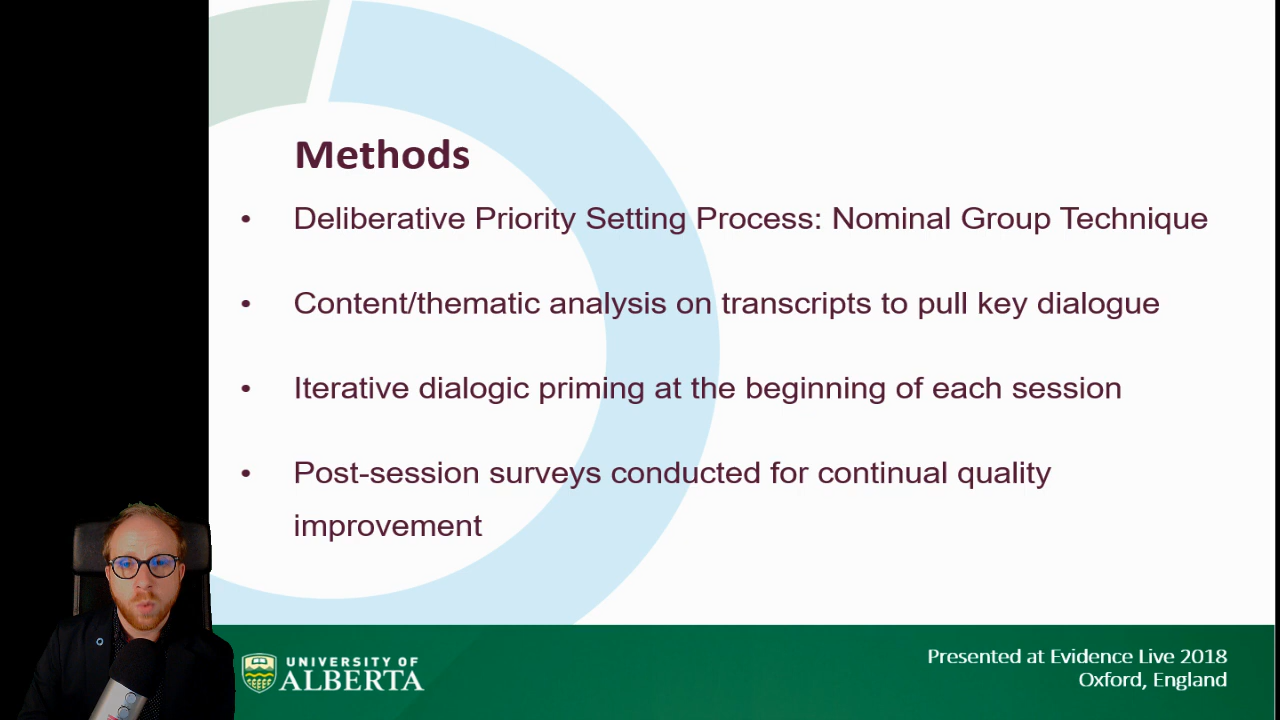 Methods
• Deliberative Priority Setting Process: Nominal Group Technique
• Content/thematic analysis on transcripts to pull key dialogue
• Iterative dialogic priming at the beginning of each session
• Post-session surveys conducted for continual quality
improvement
UNIVERSITY OF
ALBERTA
Presented at Evidence Live 2018
Oxford, England